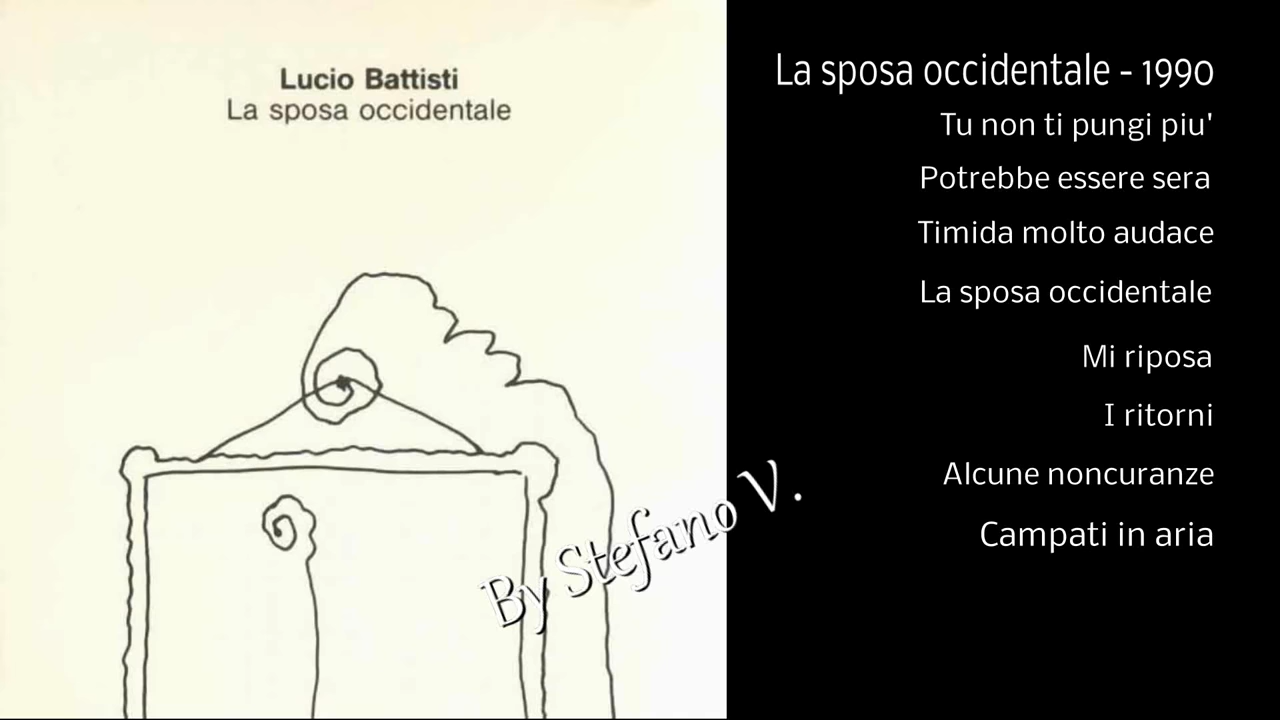 Lucio Battisti
La sposa occidentale
La sposa occidentale - 1990
Tu non ti pungi piu'
Potrebbe essere sera
Timida molto audace
La sposa occidentale
Mi riposa
I ritorni
Alcune noncuranze
Campati in aria
By Stefano V.